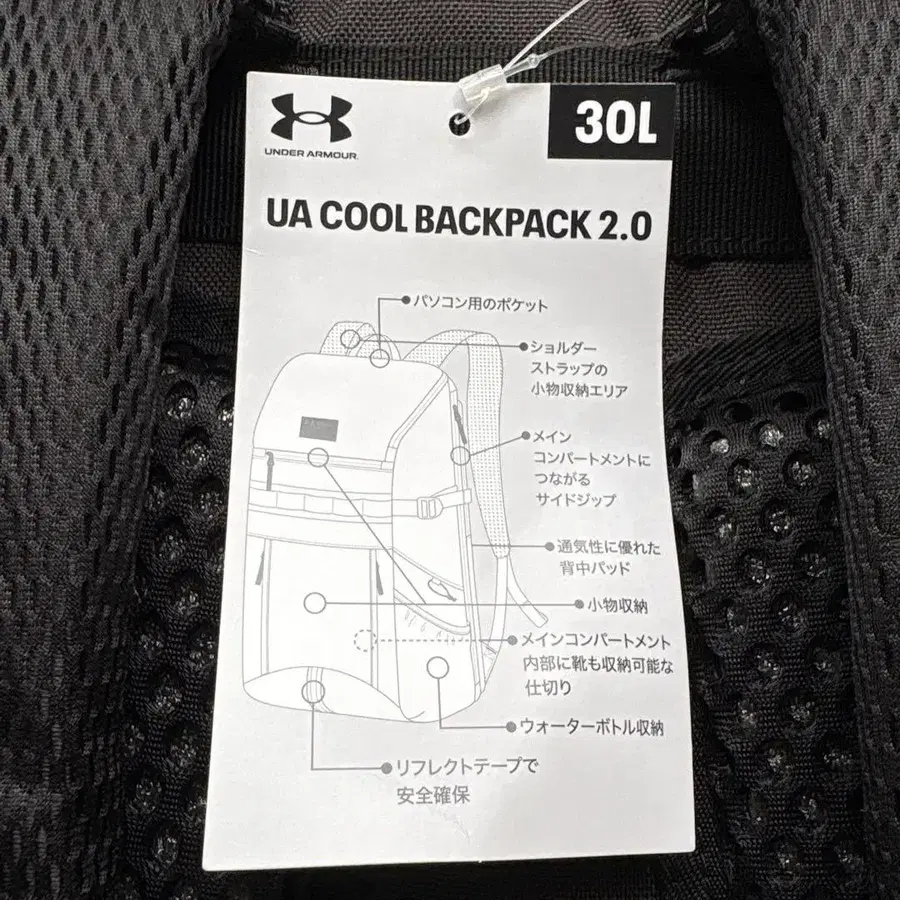 UNDER ARMOUR
30L
UA COOL BACKPACK 2.0
パソコン用のポケット
ショルダー
ストラップの
小物収納エリア
メイン
コンパートメントに
つながる
サイドジップ
通気性に優れた
背中パッド
小物収納
メインコンパートメント
内部に靴も収納可能な
仕切り
ウォーターボトル収納
リフレクトテープで
安全確保